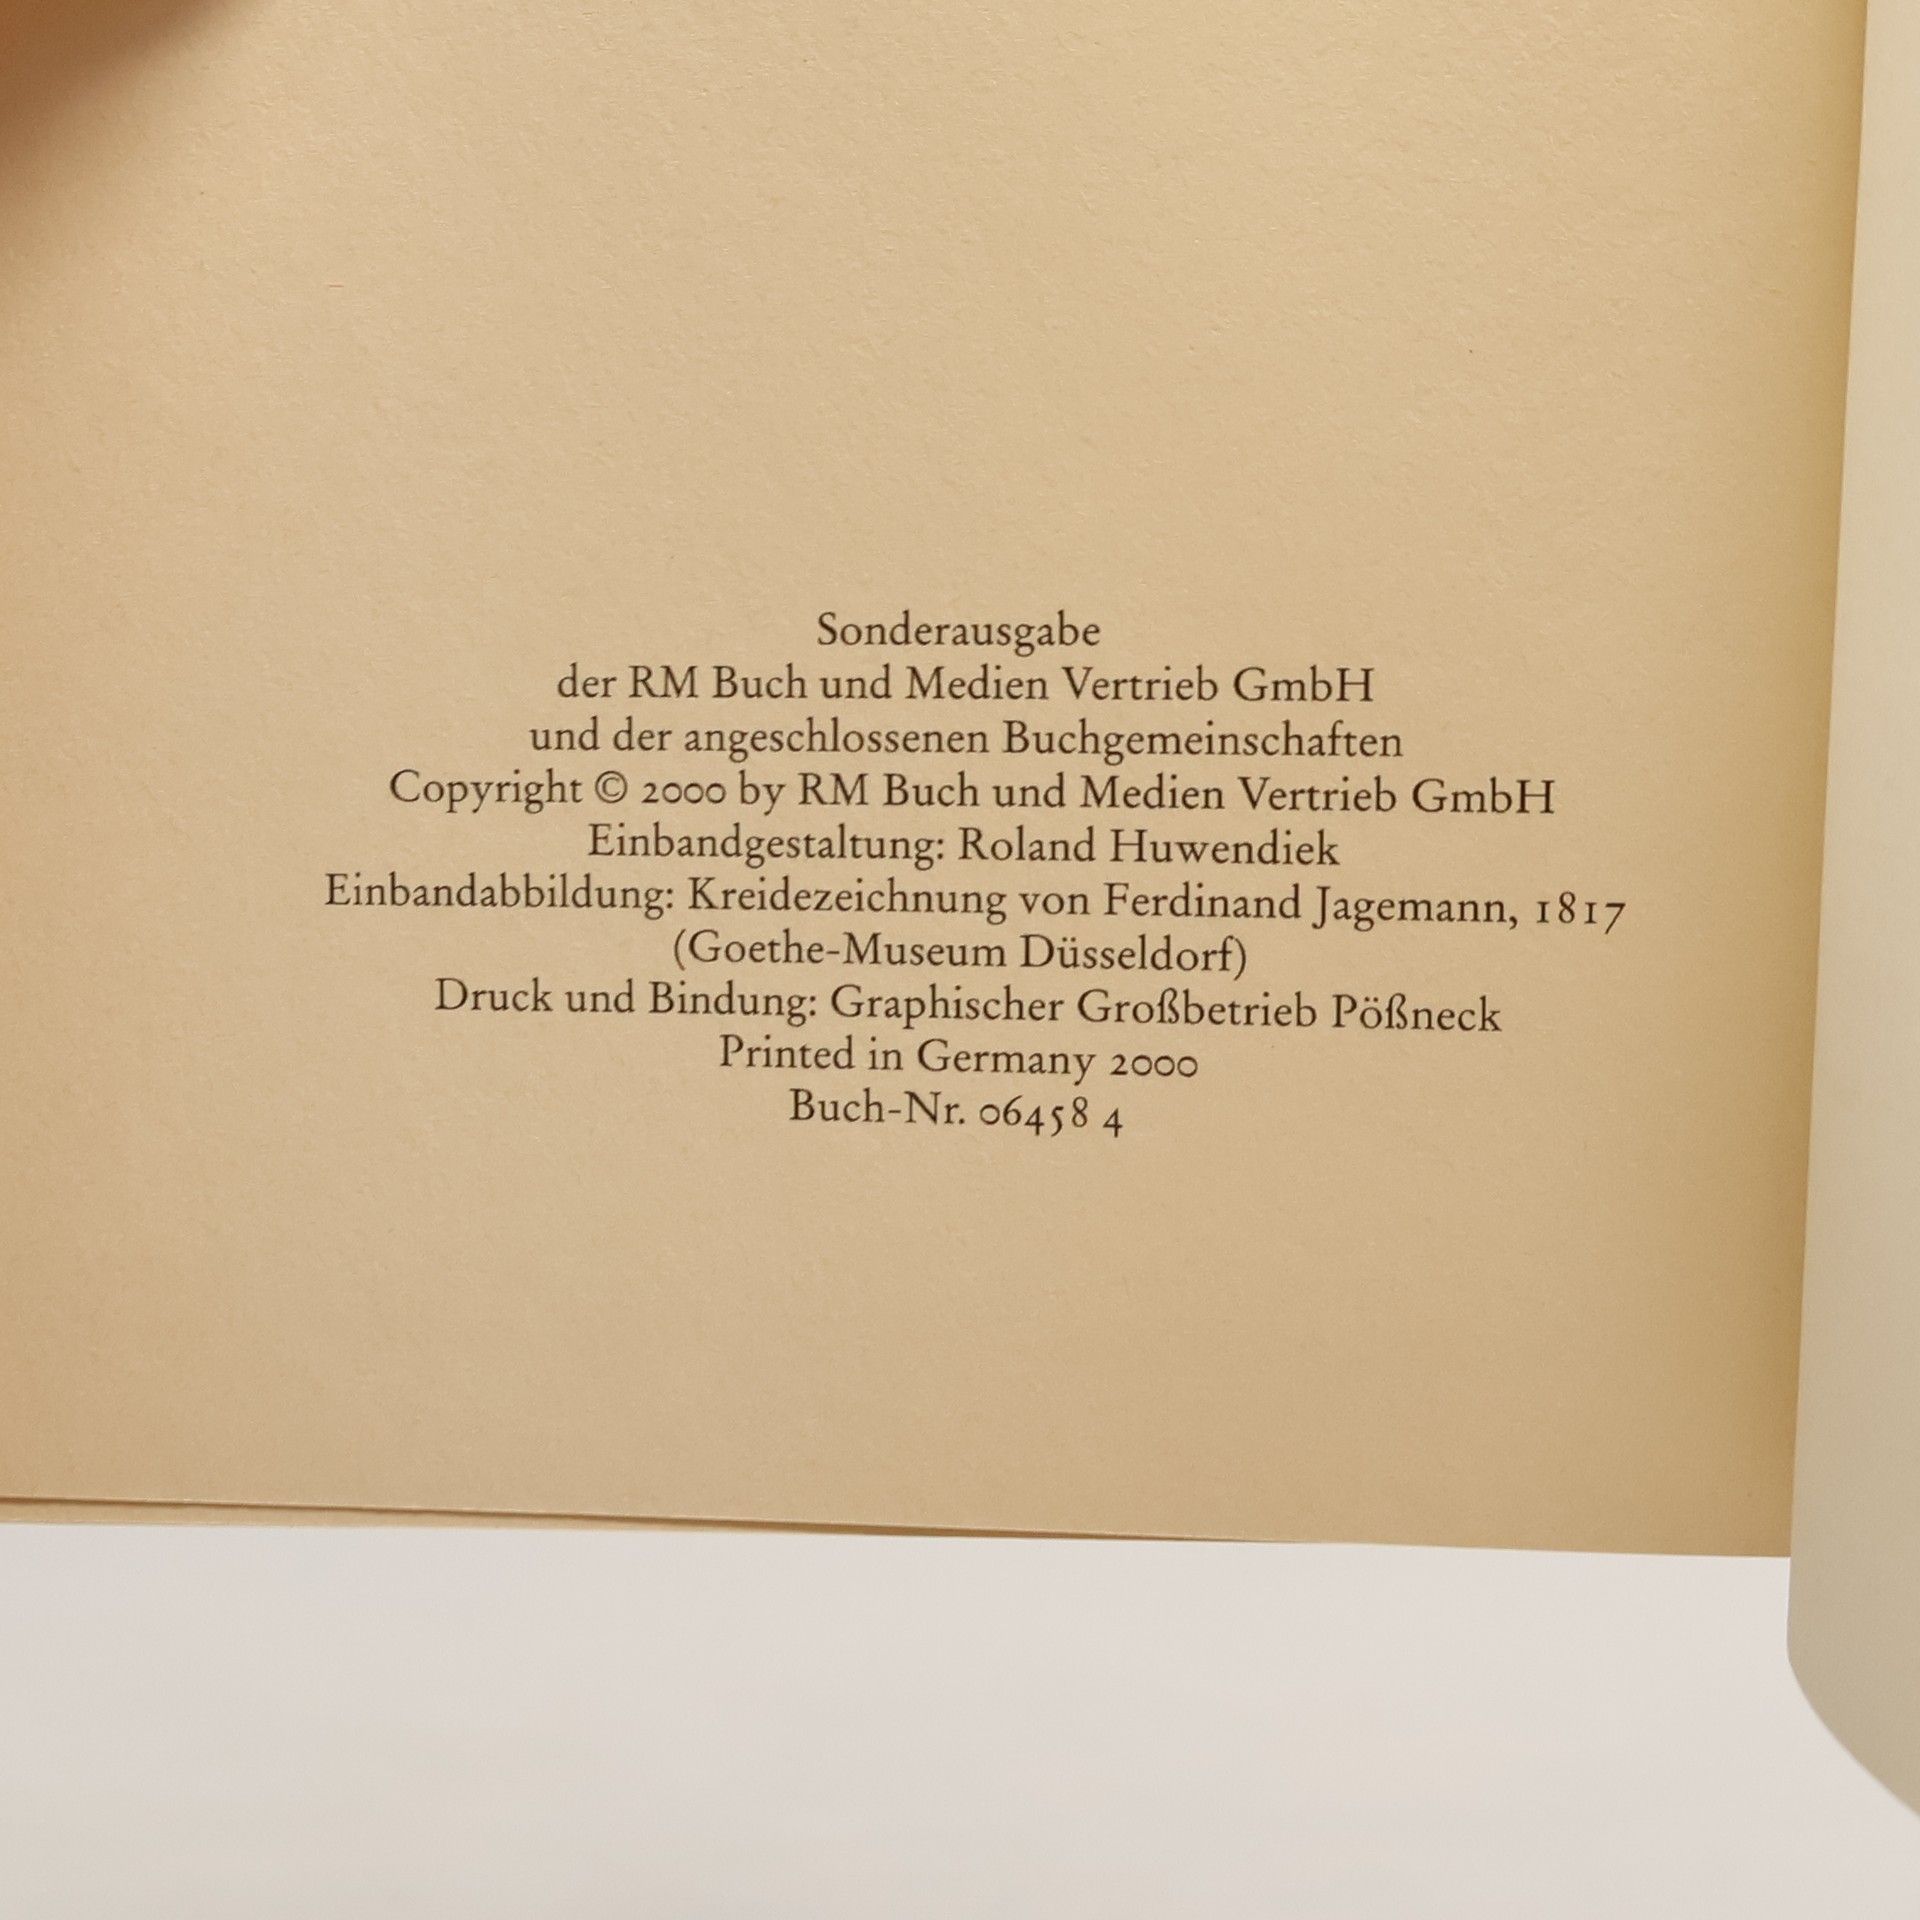 Sonderausgabe
der RM Buch und Medien Vertrieb GmbH
und der angeschlossenen Buchgemeinschaften
Copyright © 2000 by RM Buch und Medien Vertrieb GmbH
Einbandgestaltung: Roland Huwendiek
Einbandabbildung: Kreidezeichnung von Ferdinand Jagemann, 1817
(Goethe-Museum Düsseldorf)
Druck und Bindung: Graphischer Großbetrieb Pößneck
Printed in Germany 2000
Buch-Nr. 06458 4